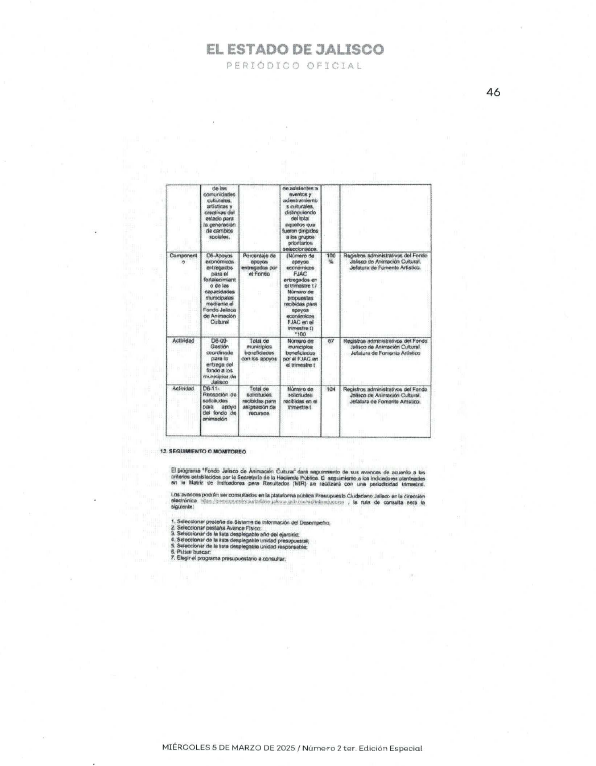 EL ESTADO DE JALISCO
PERIÓDICO OFICIAL
46
de las
comunidades
culturales,
artísticas y
creativas del
estado para
la generación
de cambios
sociales.
de asistentes a
eventos y
adiestramiento
s culturales,
distinguiendo
del total
aquellos que
fueron dirigidos
a los grupos
prioritarios
seleccionados.
Component
e
D6-Apoyos
económicos
entregados
para el
fortalecimient
o de las
capacidades
municipales
mediante el
Fondo Jalisco
de Animación
Cultural
Porcentaje de
apoyos
entregados por
el Fondo
(Número de
apoyos
económicos
FJAC
entregados en
el trimestre t /
Número de
propuestas
recibidas para
apoyos
económicos
FJAC en el
trimestre t)
*100
100
%
Registros administrativos del Fondo
Jalisco de Animación Cultural.
Jefatura de Fomento Artístico.
Actividad
Gestión
coordinada
para la
entrega del
fondo a los
municipios de
Jalisco
Total de
municipios
beneficiados
con los apoyos
Número de
municipios
beneficiados
por el FJAC en
el trimestre t
67
Registros administrativos del Fondo
Jalisco de Animación Cultural.
Jefatura de Fomento Artístico
Actividad
D6-11-
Recepción de
solicitudes
para apoyo
del fondo de
animación
Total de
solicitudes
recibidas para
asignación de
recursos
Número de
solicitudes
recibidas en el
trimestre t
104
Registros administrativos del Fondo
Jalisco de Animación Cultural.
Jefatura de Fomento Artístico.
13. SEGUIMIENTO O MONITOREO
El programa "Fondo Jalisco de Animación Cultural" dará seguimiento de sus avances de acuerdo a los
criterios establecidos por la Secretaría de la Hacienda Pública. El seguimiento a los indicadores planteados
en la Matriz de Indicadores para Resultados (MIR) se realizará con una periodicidad trimestral.
Los avances podrán ser consultados en la plataforma pública Presupuesto Ciudadano Jalisco en la dirección
electrónica , la ruta de consulta será la
siguiente:
1. Seleccionar pestaña de Sistema de Información del Desempeño.
2. Seleccionar pestaña Avance Físico;
3. Seleccionar de la lista desplegable año del ejercicio;
4. Seleccionar de la lista desplegable unidad presupuestal;
5. Seleccionar de la lista desplegable unidad responsable;
6. Pulsar buscar;
7. Elegir el programa presupuestario a consultar;
MIÉRCOLES 5 DE MARZO DE 2025 / Número 2 ter. Edición Especial